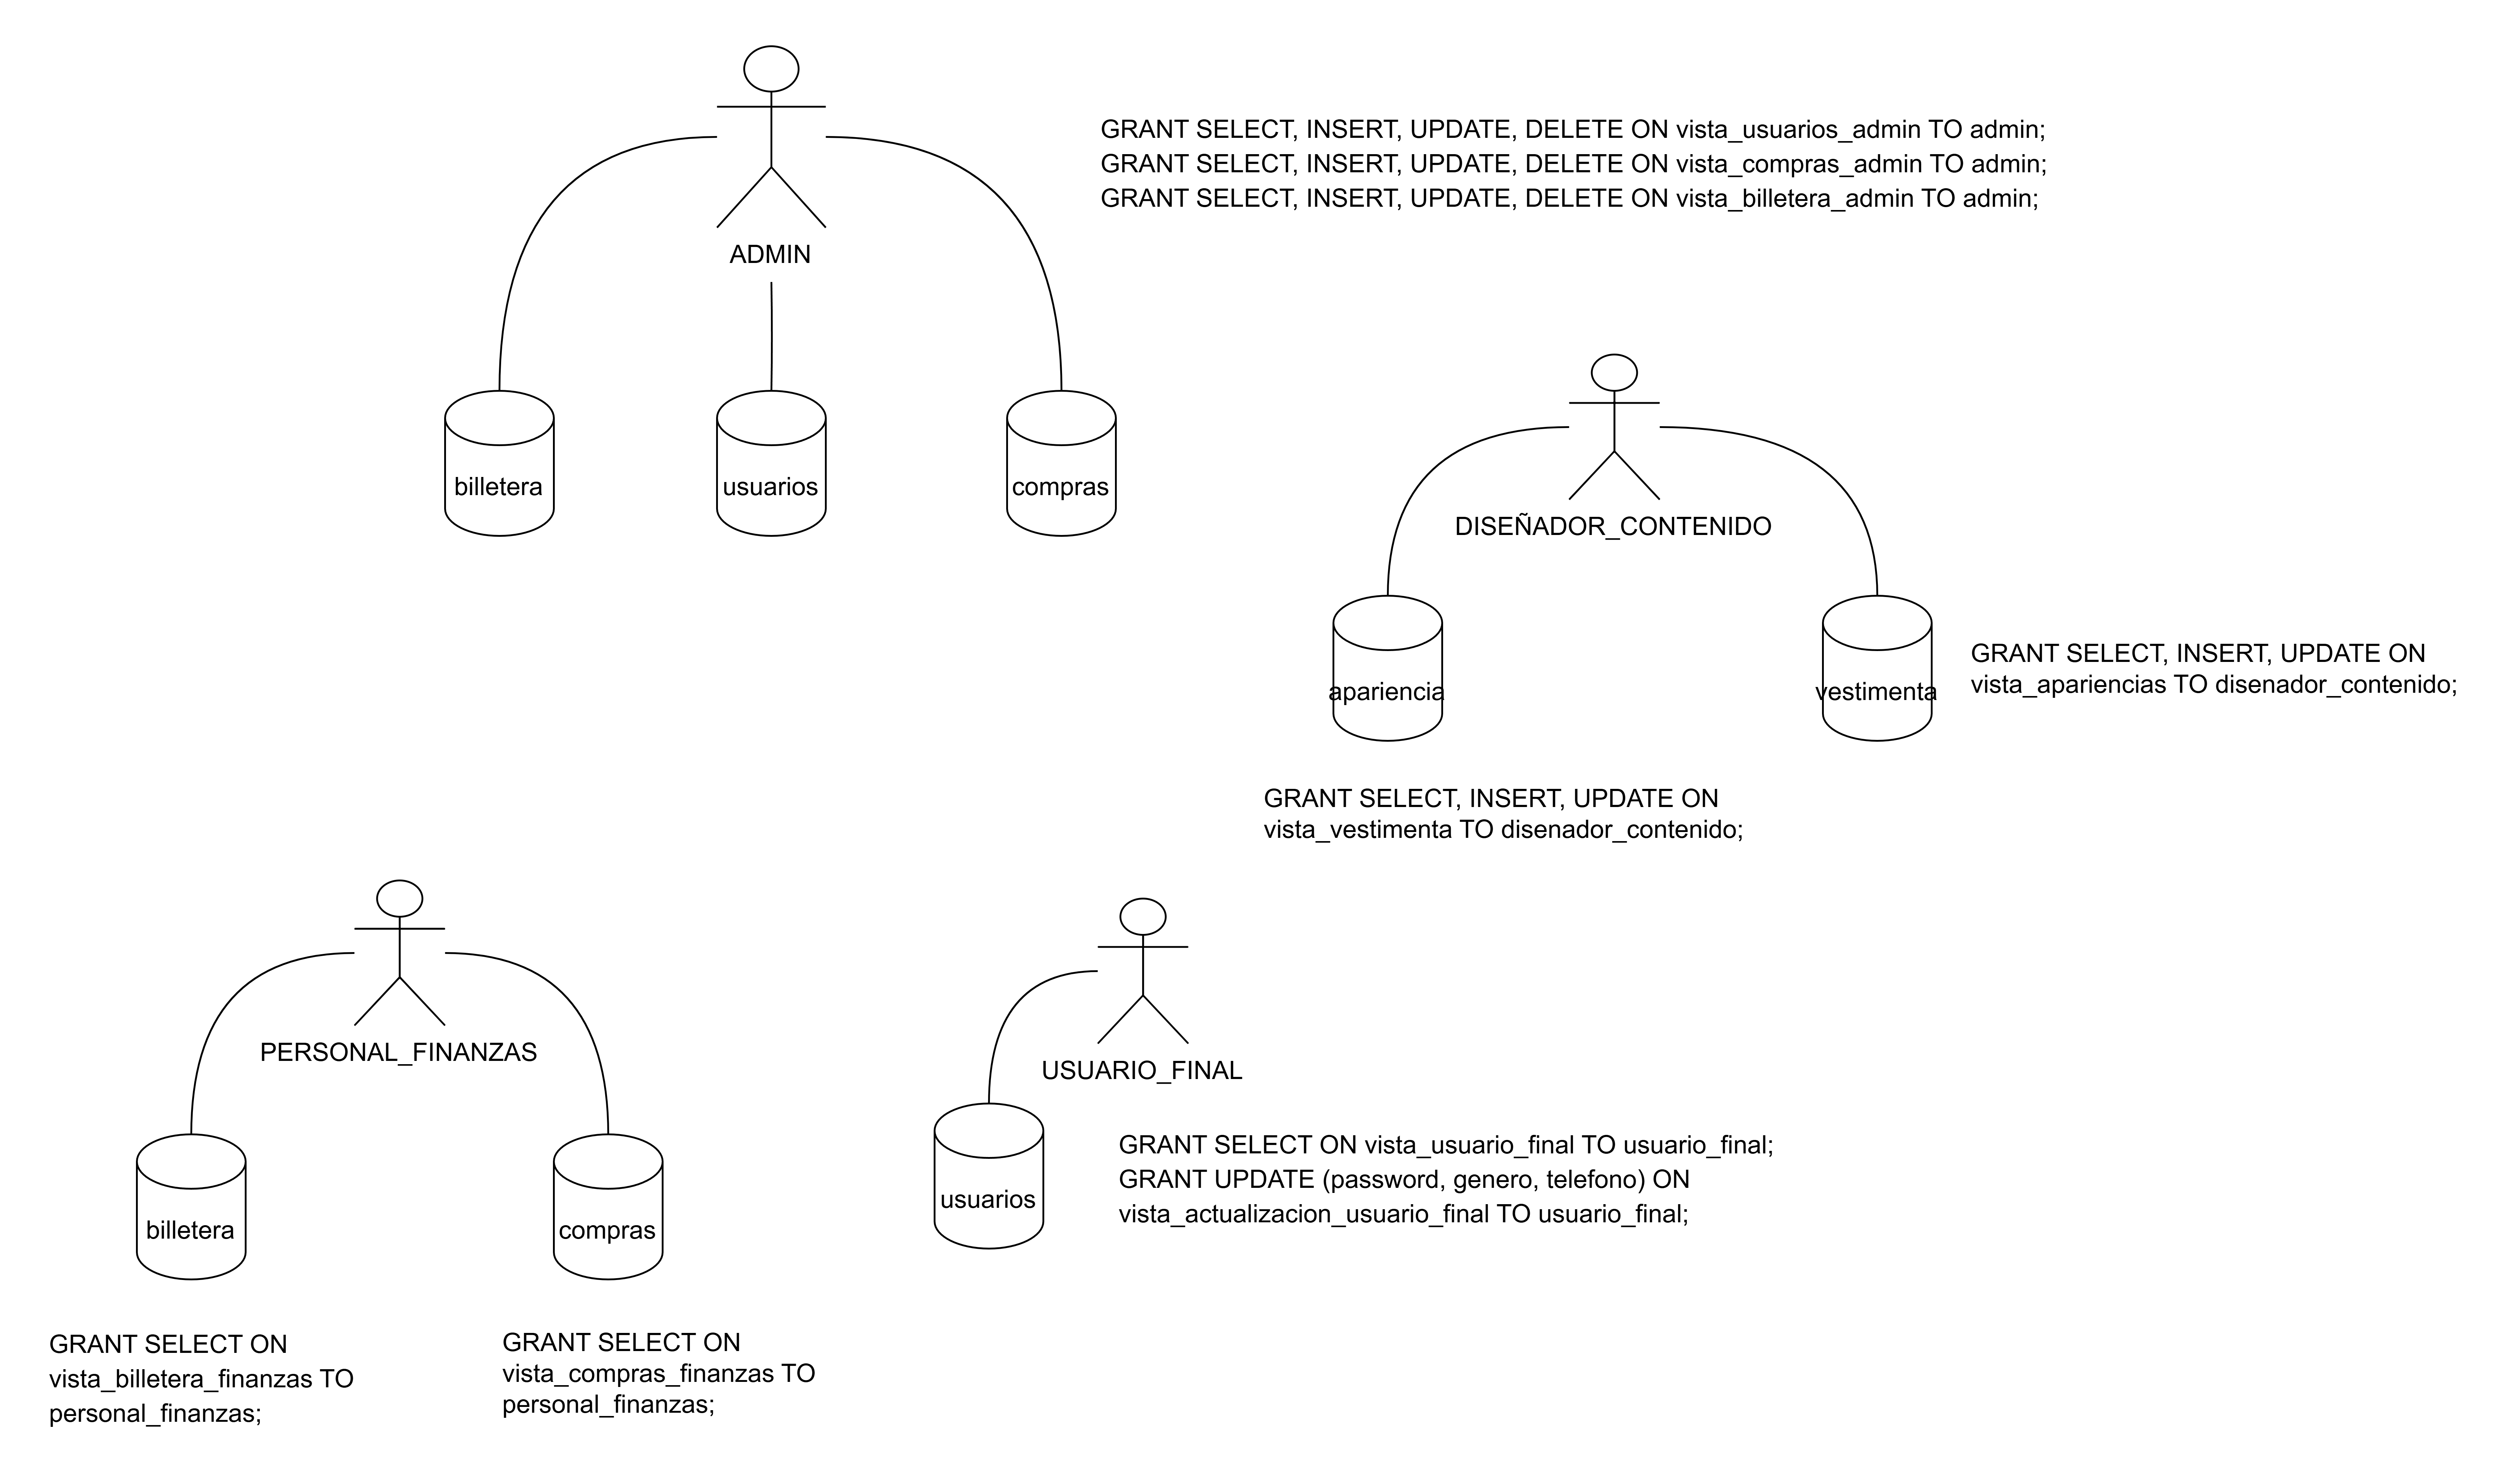 GRANT SELECT, INSERT, UPDATE, DELETE ON vista_usuarios_admin TO admin;
GRANT SELECT, INSERT, UPDATE, DELETE ON vista_compras_admin TO admin;
GRANT SELECT, INSERT, UPDATE, DELETE ON vista_billetera_admin TO admin;
ADMIN
billetera
usuarios
compras
DISEÑADOR_CONTENIDO
apariencia
vestimenta
GRANT SELECT, INSERT, UPDATE ON
vista_apariencias TO disenador_contenido;
GRANT SELECT, INSERT, UPDATE ON
vista_vestimenta TO disenador_contenido;
PERSONAL_FINANZAS
billetera
compras
GRANT SELECT ON
vista_billetera_finanzas TO
personal_finanzas;
GRANT SELECT ON
vista_compras_finanzas TO
personal_finanzas;
USUARIO_FINAL
usuarios
GRANT SELECT ON vista_usuario_final TO usuario_final;
GRANT UPDATE (password, genero, telefono) ON
vista_actualizacion_usuario_final TO usuario_final;